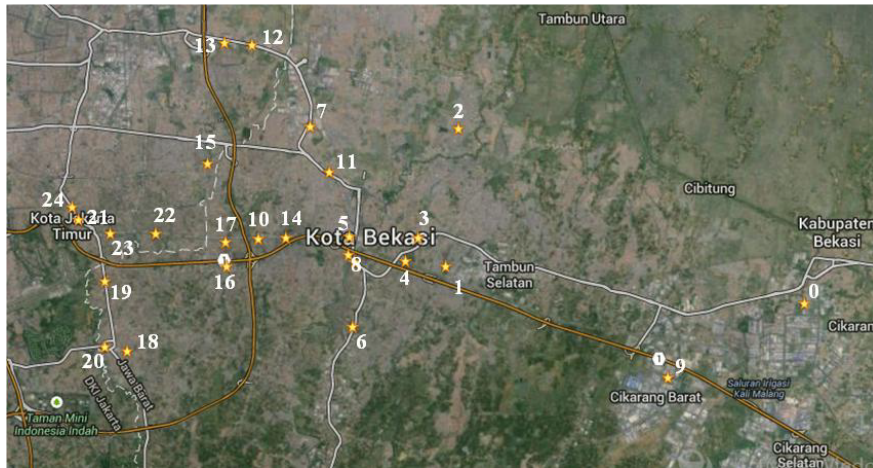 Tambun Utara
12
13
2
7
15
11
Cibitung
24
Kota Jakarta
Timur
21
22
23
17
10
14
5
3
Kota Bekasi
Kabupaten
Bekasi
8
4
1
16
Tambun
Selatan
0
19
Cikaran
6
20
18
9
Cikarang Barat
Saluran Irigasi
Kali Malang
Jawa Barat
DKI Jakarta
Taman Mini
Indonesia Indah
Cikarang
Selatan